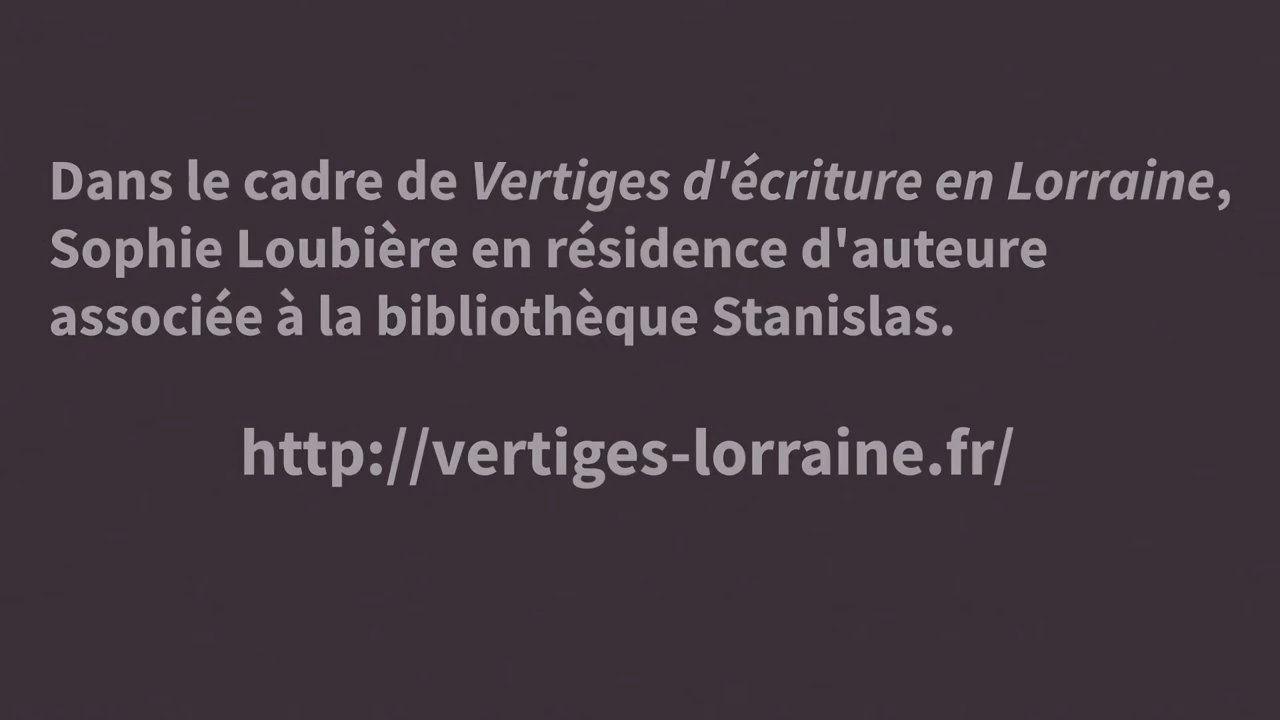 Dans le cadre de Vertiges d'écriture en Lorraine,
Sophie Loubière en résidence d'auteure
associée à la bibliothèque Stanislas.
http://vertiges-lorraine.fr/